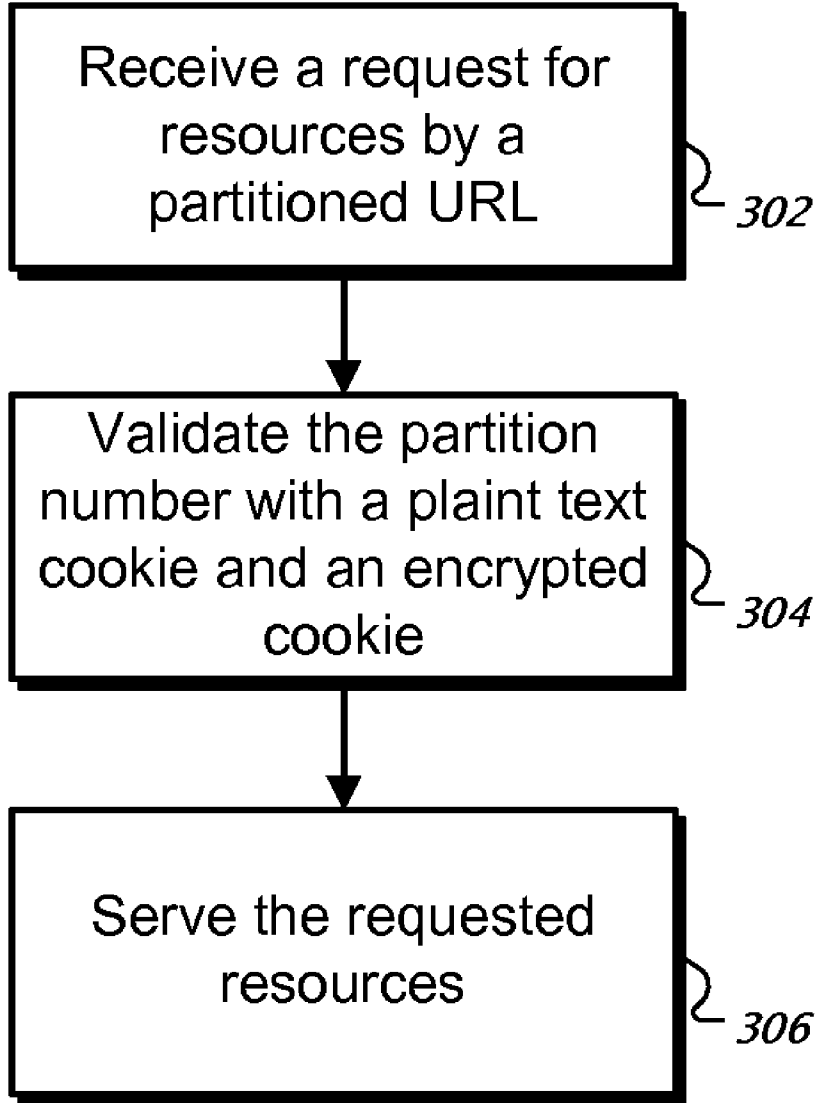 Receive a request for
resources by a
partitioned URL
302
Validate the partition
number with a plaint text
cookie and an encrypted
cookie
304
Serve the requested
resources
306